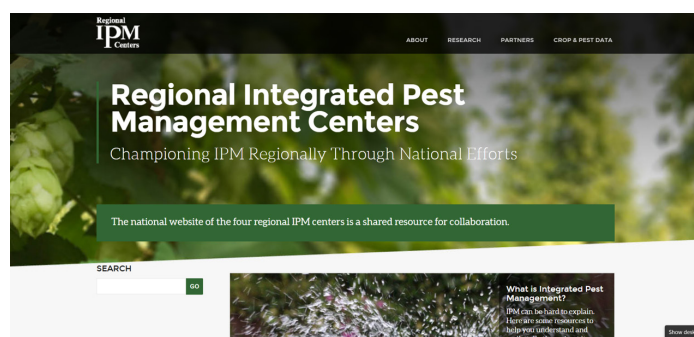 Regional
IPM
Centers
ABOUT RESEARCH PARTNERS CROP & PEST DATA
Regional Integrated Pest
Management Centers
Championing IPM Regionally Through National Efforts
The national website of the four regional IPM centers is a shared resource for collaboration.
SEARCH
GO
What is Integrated Pest
Management?
IPM can be hard to explain.
Here are some resources to
help you understand and
Show desk